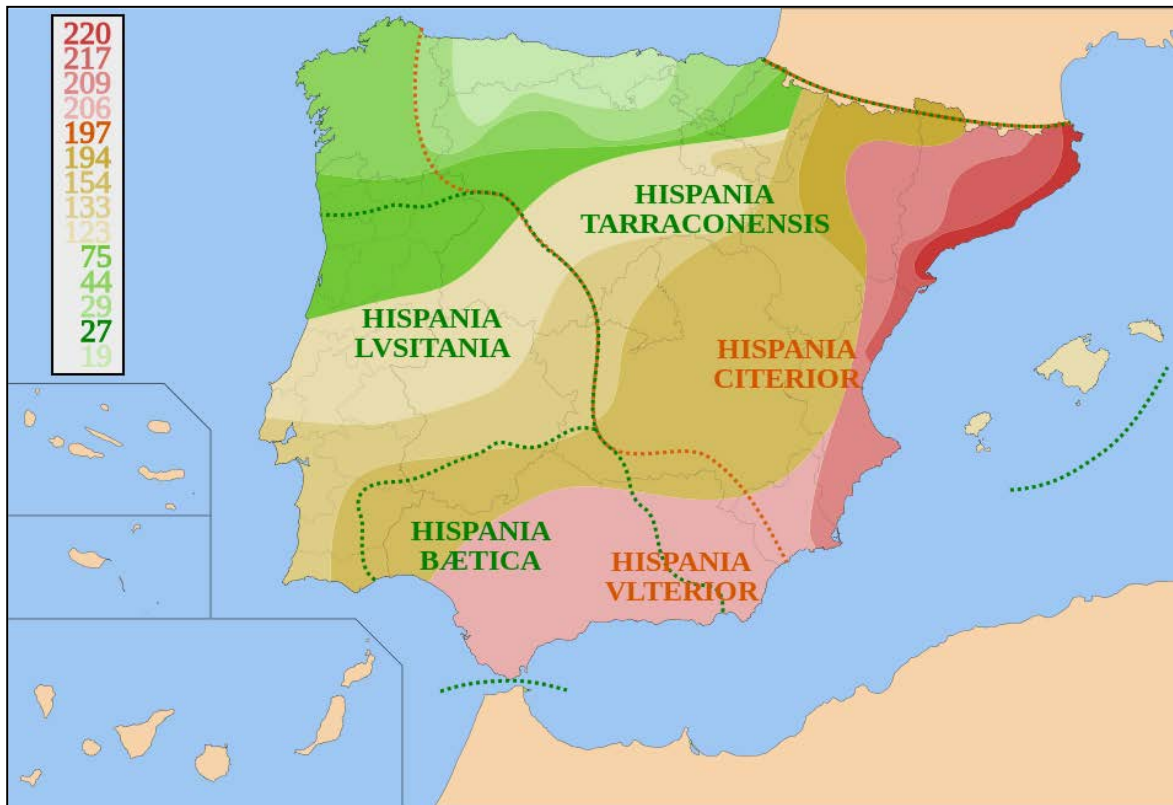 220
217
209
206
197
194
154
133
123
75
44
29
27
19
HISPANIA
TARRACONENSIS
HISPANIA
LVSITANIA
HISPANIA
CITERIOR
HISPANIA
BÆTICA
HISPANIA
VLTERIOR